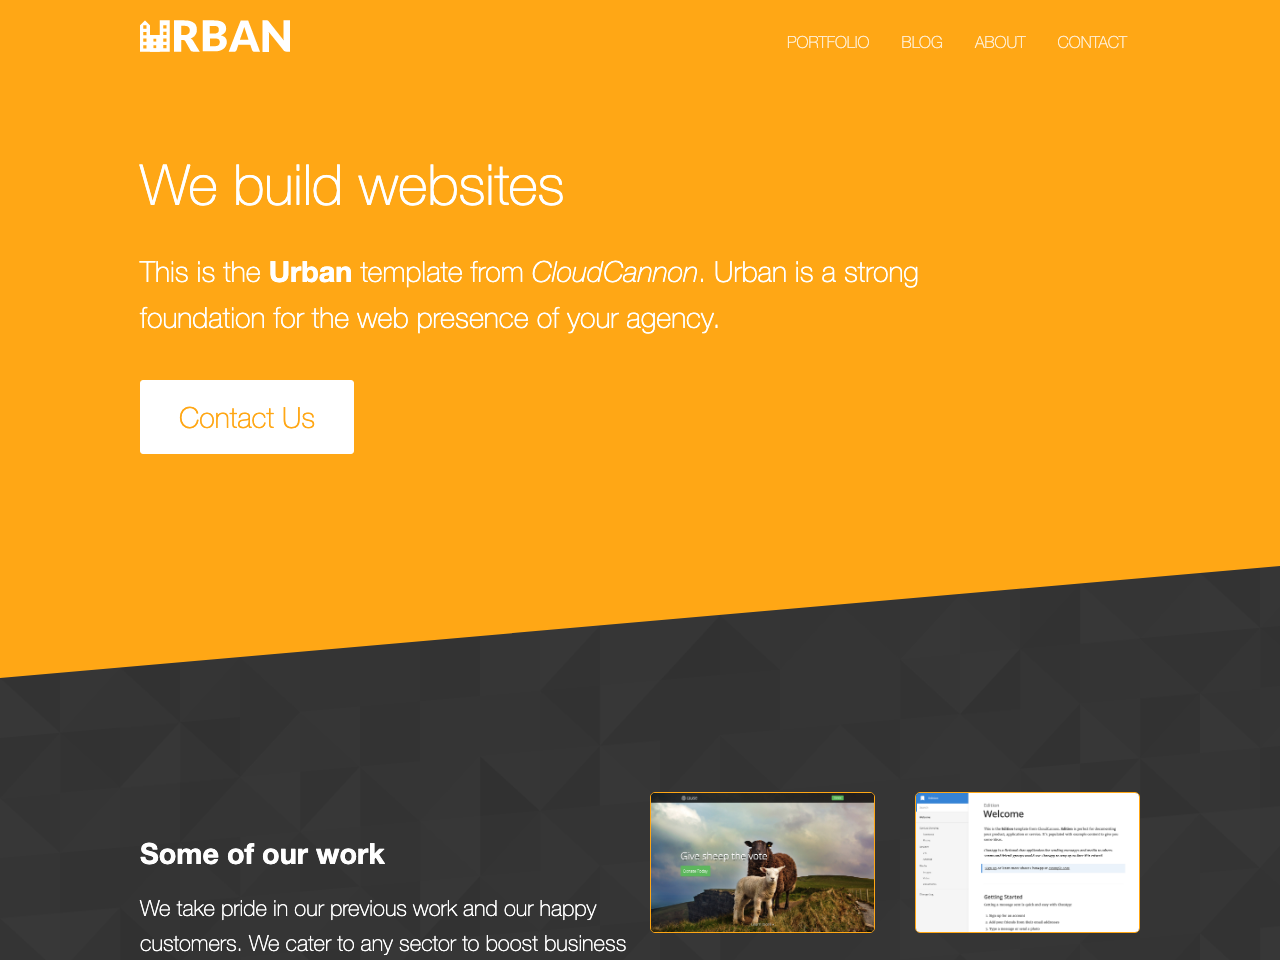 URBAN
PORTFOLIO BLOG ABOUT CONTACT
We build websites
This is the Urban template from CloudCannon. Urban is a strong
foundation for the web presence of your agency.
Contact Us
Some of our work
We take pride in our previous work and our happy
customers. We cater to any sector to boost business
Give sheep the vote
Donate Today
Edition
Welcome
Getting Started